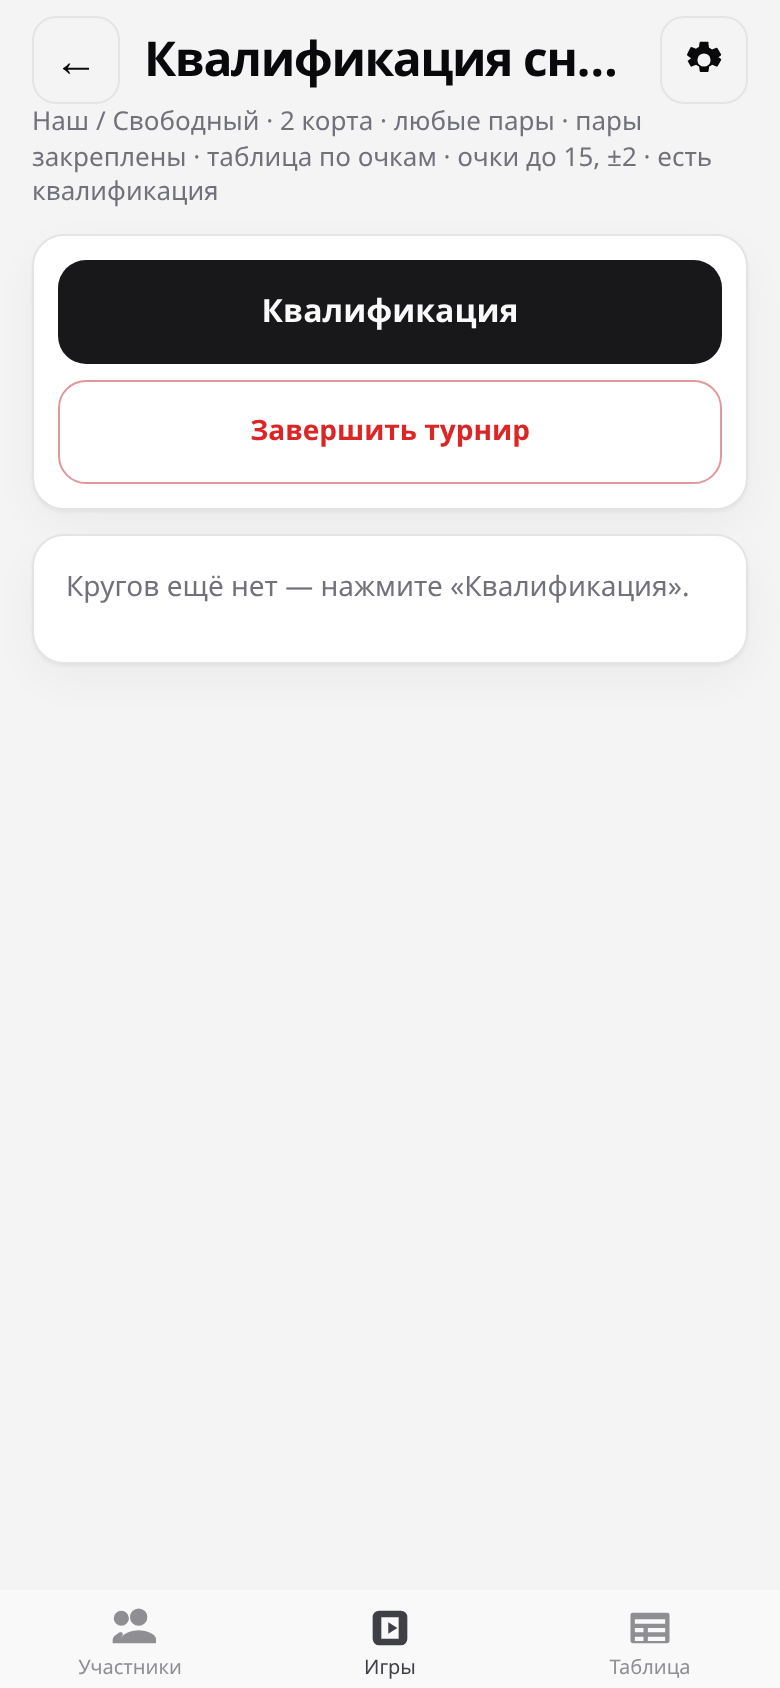 ←
Квалификация сн...
Наш / Свободный · 2 корта · любые пары · пары
закреплены · таблица по очкам · очки до 15, ±2 · есть
квалификация
Квалификация
Завершить турнир
Кругов ещё нет — нажмите «Квалификация».
Участники
Игры
Таблица